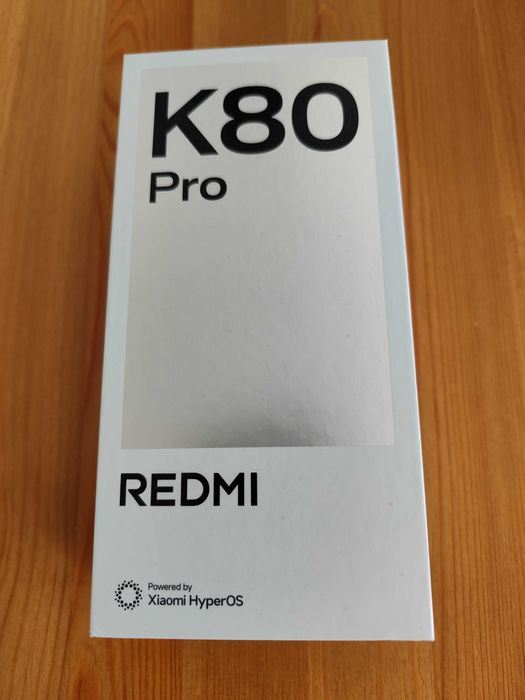 K80
Pro
REDMI
Powered by
Xiaomi HyperOS